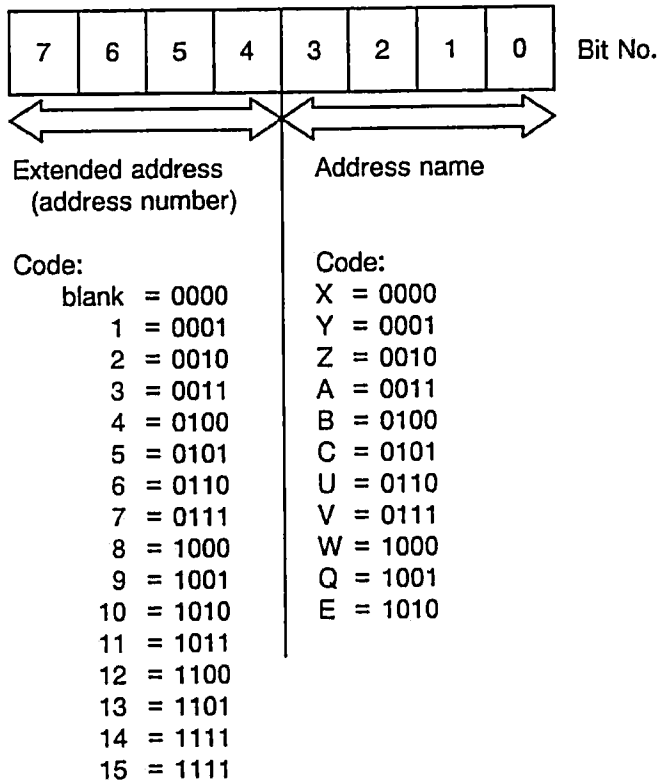 7 6 5 4 3 2 1 0 Bit No.
Extended address
(address number)
Address name
Code:
blank = 0000
1 = 0001
2 = 0010
3 = 0011
4 = 0100
5 = 0101
6 = 0110
7 = 0111
8 = 1000
9 = 1001
10 = 1010
11 = 1011
12 = 1100
13 = 1101
14 = 1111
15 = 1111
Code:
X = 0000
Y = 0001
Z = 0010
A = 0011
B = 0100
C = 0101
U = 0110
V = 0111
W = 1000
Q = 1001
E = 1010